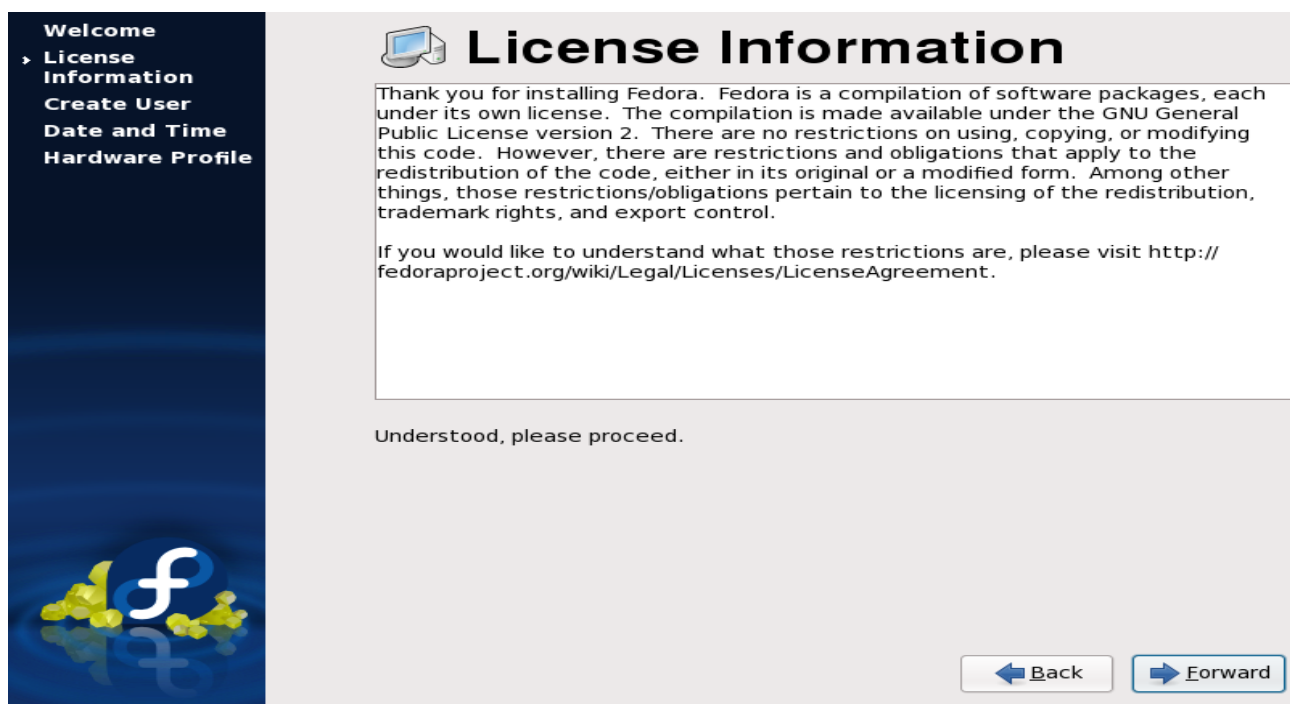 Welcome
License
Information
Create User
Date and Time
Hardware Profile
License Information
Thank you for installing Fedora.  Fedora is a compilation of software packages, each
under its own license.  The compilation is made available under the GNU General
Public License version 2.  There are no restrictions on using, copying, or modifying
this code.  However, there are restrictions and obligations that apply to the
redistribution of the code, either in its original or a modified form.  Among other
things, those restrictions/obligations pertain to the licensing of the redistribution,
trademark rights, and export control.
If you would like to understand what those restrictions are, please visit http://
fedoraproject.org/wiki/Legal/Licenses/LicenseAgreement.
Understood, please proceed.
Back
Forward